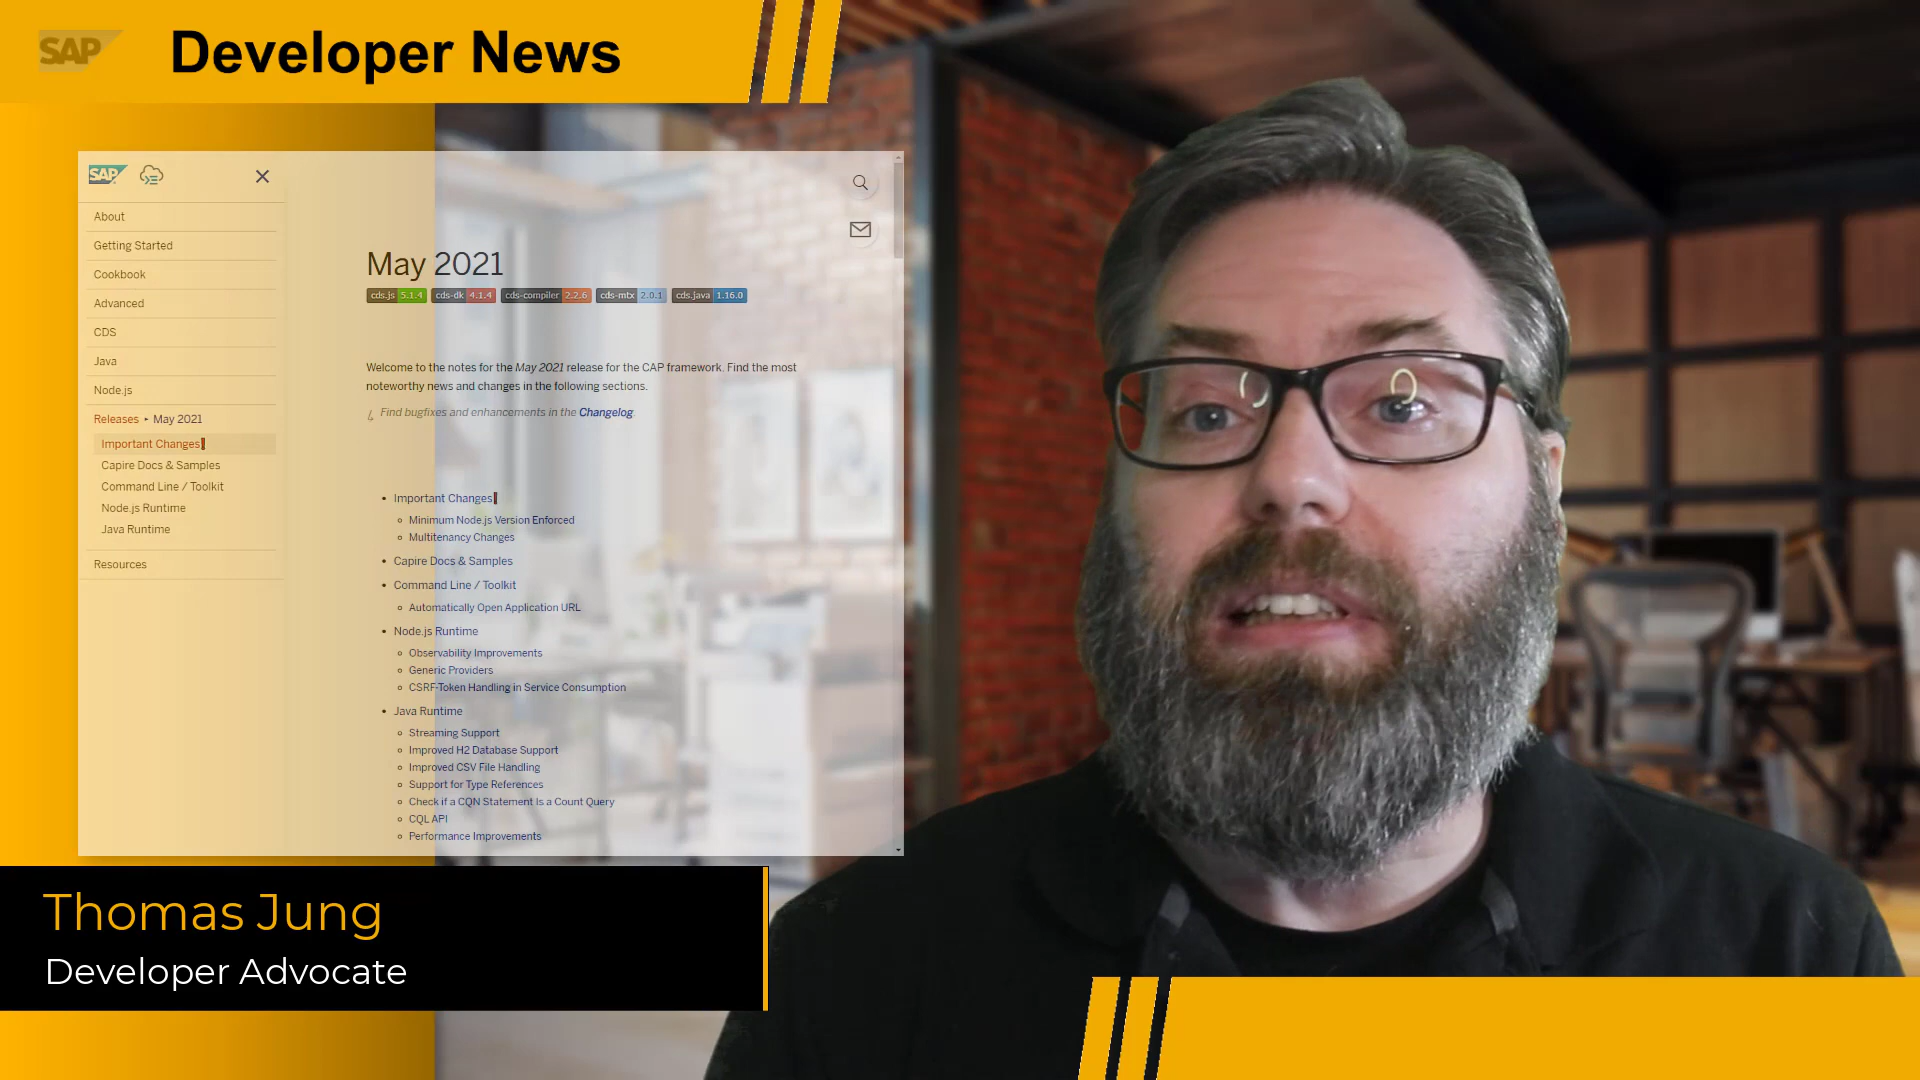 SAP
Developer News
SAP
About
Getting Started
Cookbook
Advanced
CDS
Java
Node.js
Releases ▸ May 2021
Important Changes!
Capire Docs & Samples
Command Line / Toolkit
Node.js Runtime
Java Runtime
Resources
May 2021
cds.js 5.1.4 cds-dk 4.1.4 cds-compiler 2.2.6 cds-mtx 2.0.1 cds.java 1.16.0
Welcome to the notes for the May 2021 release for the CAP framework. Find the most
noteworthy news and changes in the following sections.
↳ Find bugfixes and enhancements in the Changelog.
• Important Changes!
◦ Minimum Node.js Version Enforced
◦ Multitenancy Changes
• Capire Docs & Samples
• Command Line / Toolkit
◦ Automatically Open Application URL
• Node.js Runtime
◦ Observability Improvements
◦ Generic Providers
◦ CSRF-Token Handling in Service Consumption
• Java Runtime
◦ Streaming Support
◦ Improved H2 Database Support
◦ Improved CSV File Handling
◦ Support for Type References
◦ Check if a CQN Statement Is a Count Query
◦ CQL API
◦ Performance Improvements
Thomas Jung
Developer Advocate